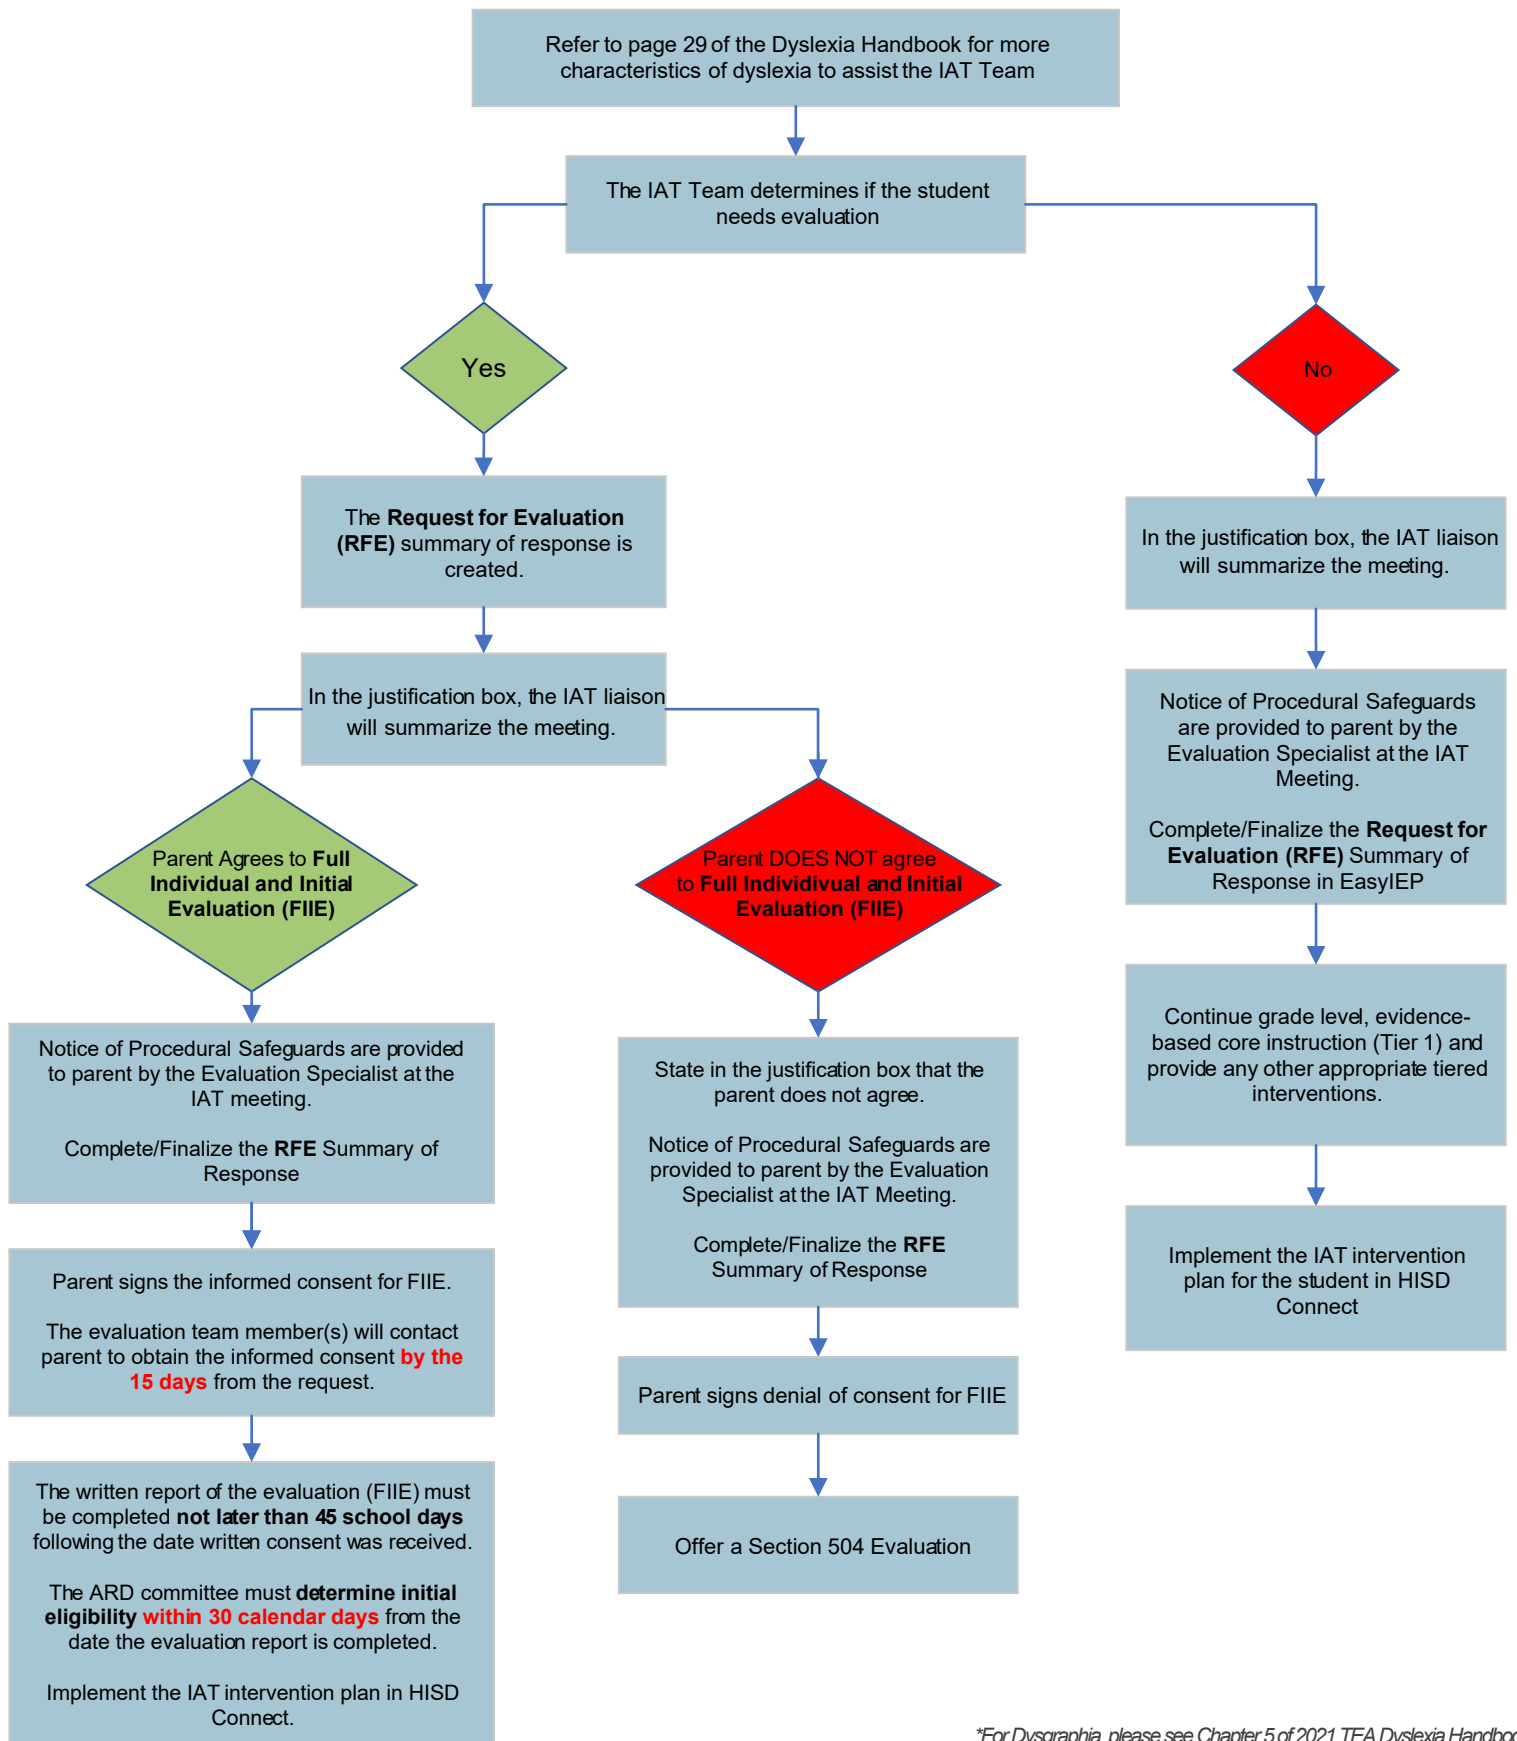 Refer to page 29 of the Dyslexia Handbook for more
characteristics of dyslexia to assist the IAT Team
The IAT Team determines if the student
needs evaluation
Yes
No
The Request for Evaluation
(RFE) summary of response is
created.
In the justification box, the IAT liaison
will summarize the meeting.
Parent Agrees to Full
Individual and Initial
Evaluation (FIIE)
Notice of Procedural Safeguards are provided
to parent by the Evaluation Specialist at the
IAT meeting.
Complete/Finalize the RFE Summary of
Response
Parent signs the informed consent for FIIE.
The evaluation team member(s) will contact
parent to obtain the informed consent by the
15 days from the request.
The written report of the evaluation (FIIE) must
be completed not later than 45 school days
following the date written consent was received.
The ARD committee must determine initial
eligibility within 30 calendar days from the
date the evaluation report is completed.
Implement the IAT intervention plan in HISD
Connect.
Parent DOES NOT agree
to Full Individivual and Initial
Evaluation (FIIE)
State in the justification box that the
parent does not agree.
Notice of Procedural Safeguards are
provided to parent by the Evaluation
Specialist at the IAT Meeting.
Complete/Finalize the RFE
Summary of Response
Parent signs denial of consent for FIIE
Offer a Section 504 Evaluation
In the justification box, the IAT liaison
will summarize the meeting.
Notice of Procedural Safeguards
are provided to parent by the
Evaluation Specialist at the IAT
Meeting.
Complete/Finalize the Request for
Evaluation (RFE) Summary of
Response in EasyIEP
Continue grade level, evidence-
based core instruction (Tier 1) and
provide any other appropriate tiered
interventions.
Implement the IAT intervention
plan for the student in HISD
Connect
*For Dysgraphia, please see Chapter 5 of 2021 TEA Dyslexia